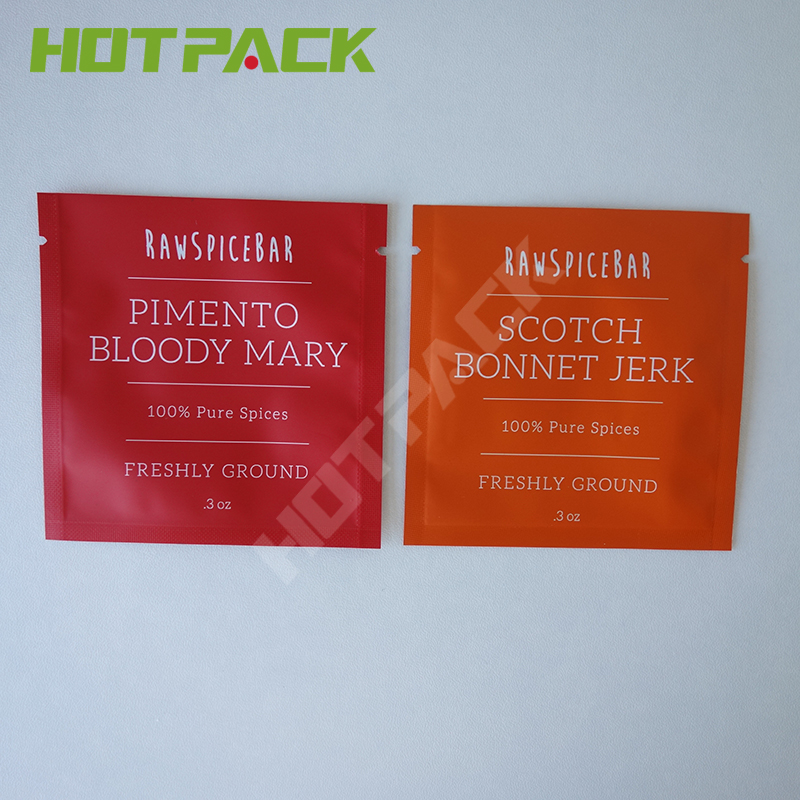 HOTPACK
RAWSPICEBAR
PIMENTO
BLOODY MARY
100% Pure Spices
FRESHLY GROUND
.3 oz
RAWSPICEBAR
SCOTCH
BONNET JERK
100% Pure Spices
FRESHLY GROUND
.3 oz
HOTPACK